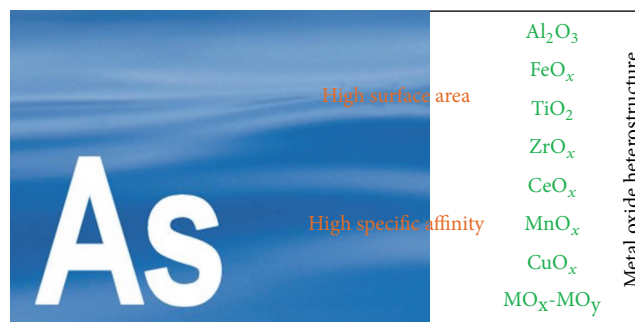 Al₂O₃
FeOₓ
High surface area
TiO₂
ZrOₓ
CeOₓ
High specific affinity
MnOₓ
CuOₓ
MOx-MOy
As
Metal oxide heterostructure